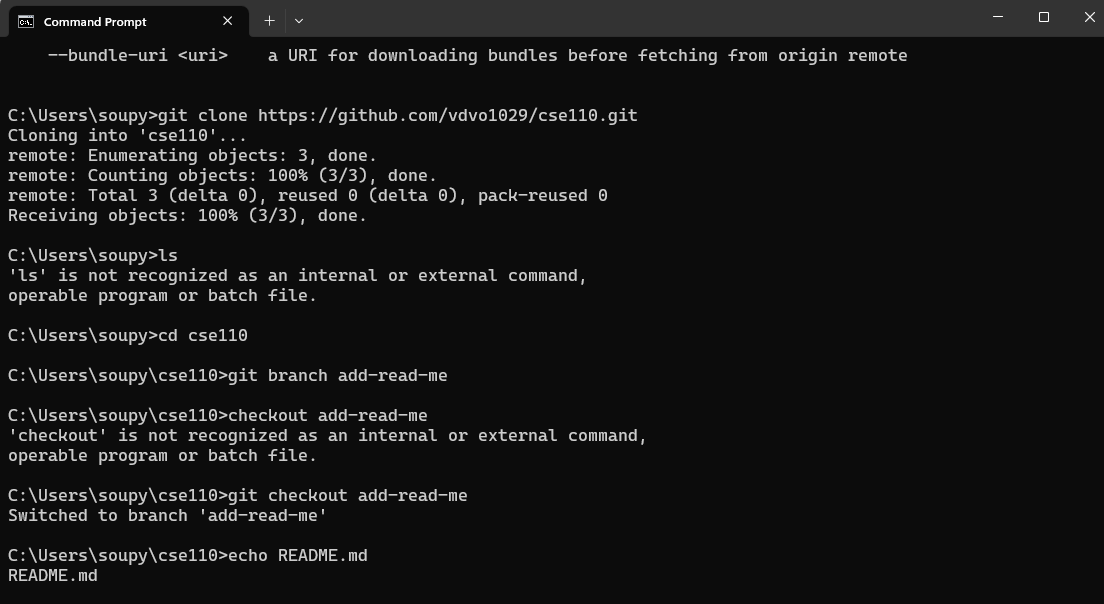 Command Prompt
--bundle-uri <uri>    a URI for downloading bundles before fetching from origin remote
C:\Users\soupy>git clone https://github.com/vdvo1029/cse110.git
Cloning into 'cse110'...
remote: Enumerating objects: 3, done.
remote: Counting objects: 100% (3/3), done.
remote: Total 3 (delta 0), reused 0 (delta 0), pack-reused 0
Receiving objects: 100% (3/3), done.
C:\Users\soupy>ls
'ls' is not recognized as an internal or external command,
operable program or batch file.
C:\Users\soupy>cd cse110
C:\Users\soupy\cse110>git branch add-read-me
C:\Users\soupy\cse110>checkout add-read-me
'checkout' is not recognized as an internal or external command,
operable program or batch file.
C:\Users\soupy\cse110>git checkout add-read-me
Switched to branch 'add-read-me'
C:\Users\soupy\cse110>echo README.md
README.md